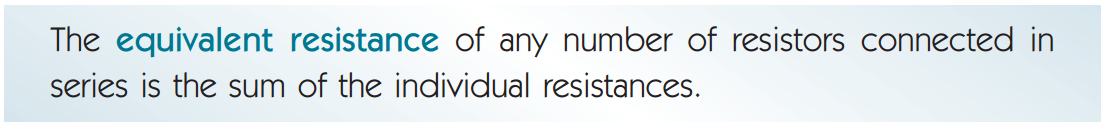 The equivalent resistance of any number of resistors connected in
series is the sum of the individual resistances.